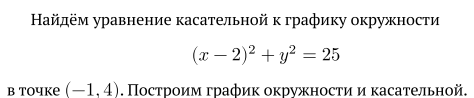 Найдём уравнение касательной к графику окружности
(x − 2)² + y² = 25
в точке (−1, 4). Построим график окружности и касательной.